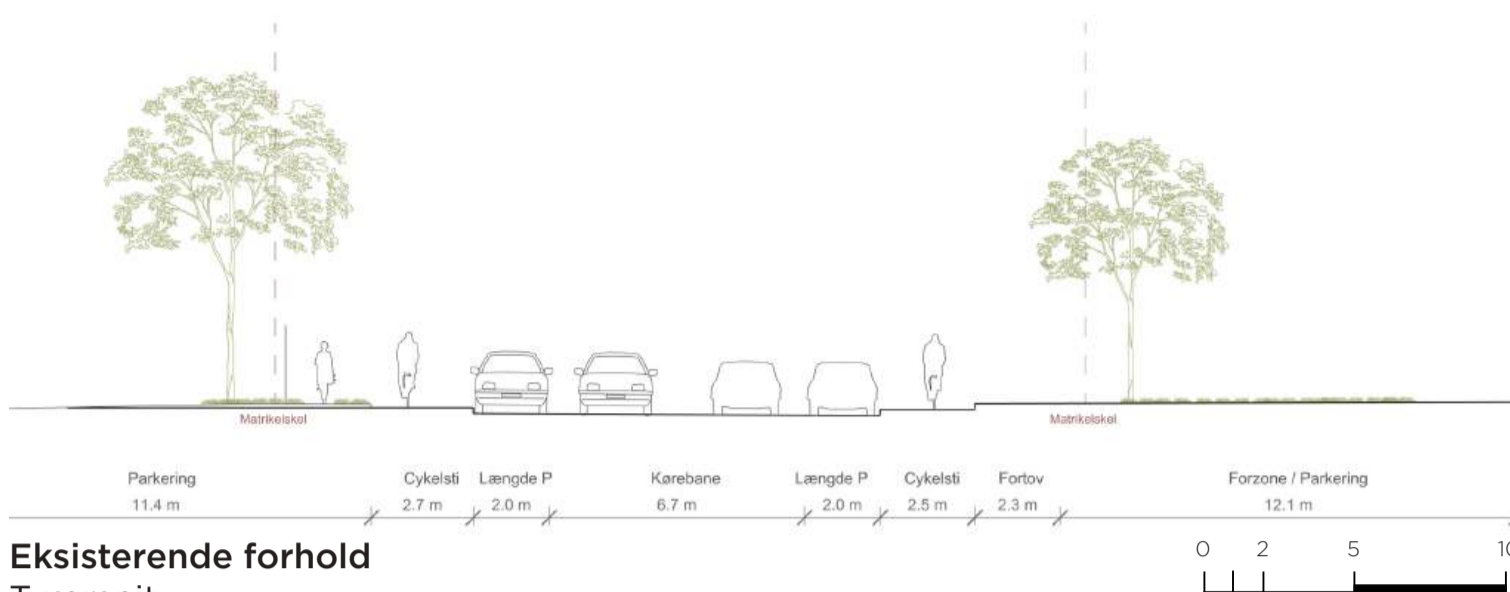 Matrikelskel Matrikelskel
Parkering Cykelsti Længde P Kørebane Længde P Cykelsti Fortov Forzone / Parkering
11.4 m 2.7 m 2.0 m 6.7 m 2.0 m 2.5 m 2.3 m 12.1 m
Eksisterende forhold
0 2 5 10